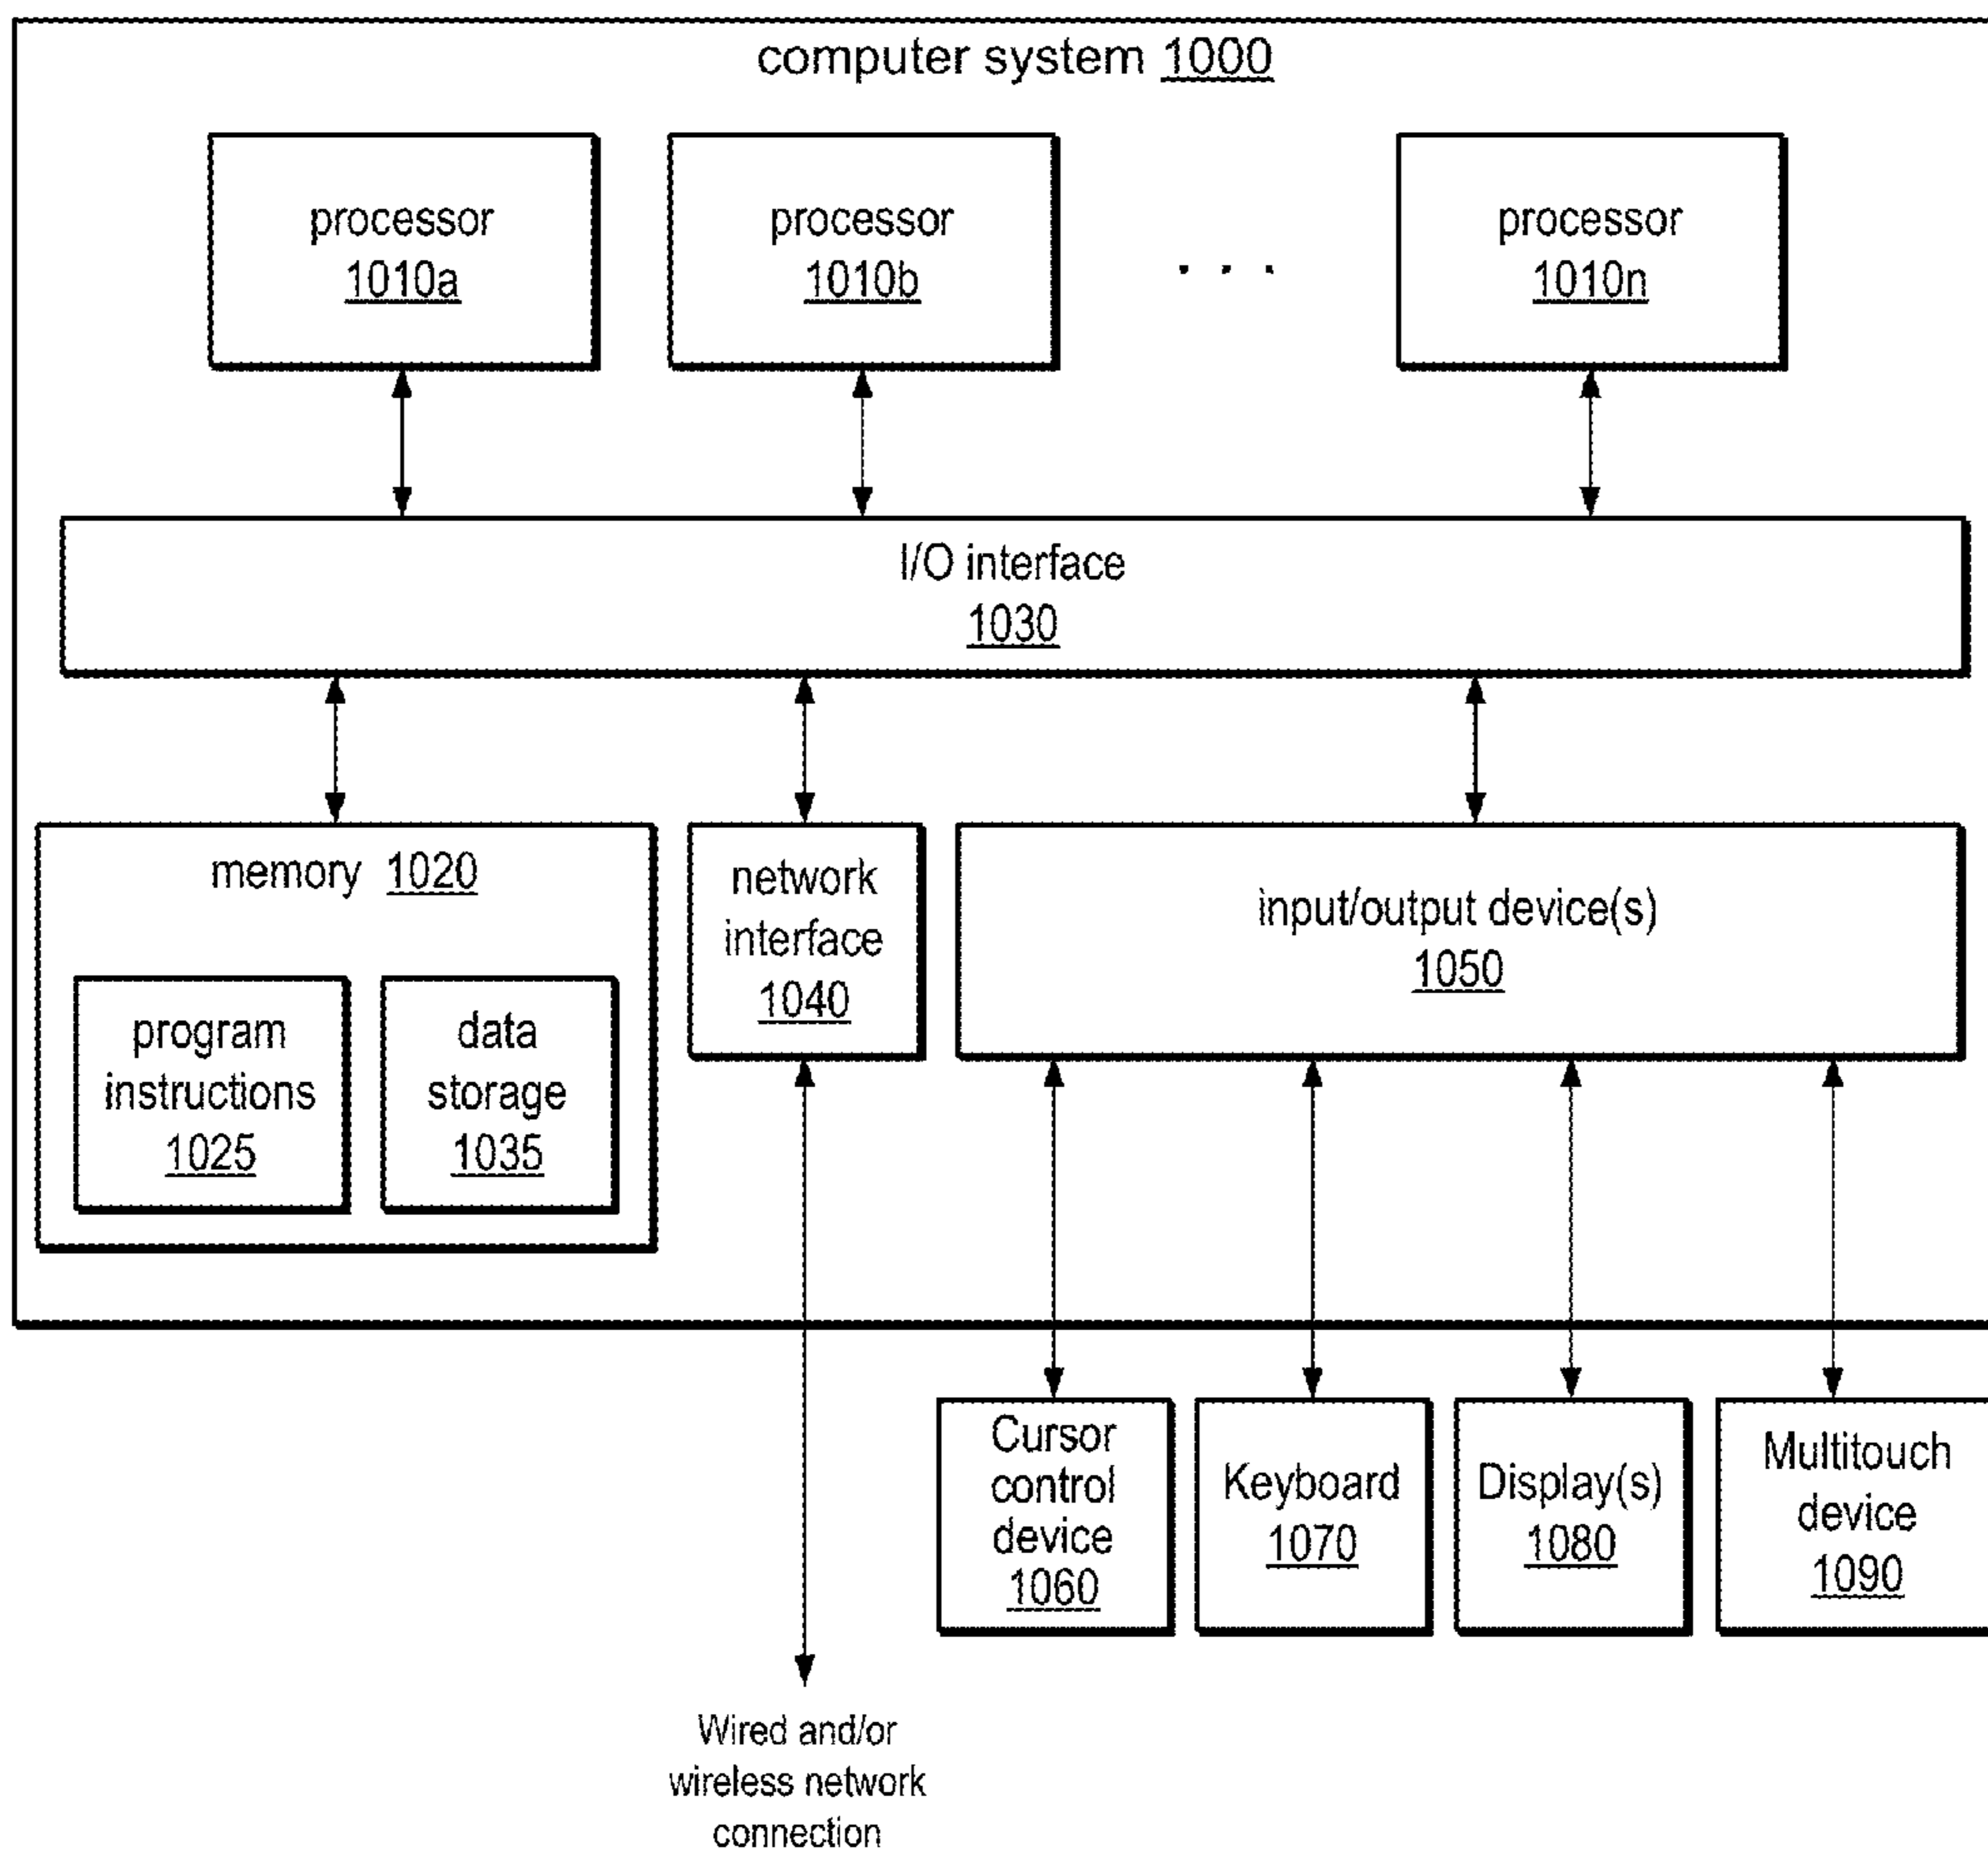 computer system 1000
processor
1010a
processor
1010b
. . .
processor
1010n
I/O interface
1030
memory 1020
program
instructions
1025
data
storage
1035
network
interface
1040
input/output device(s)
1050
Cursor
control
device
1060
Keyboard
1070
Display(s)
1080
Multitouch
device
1090
Wired and/or
wireless network
connection